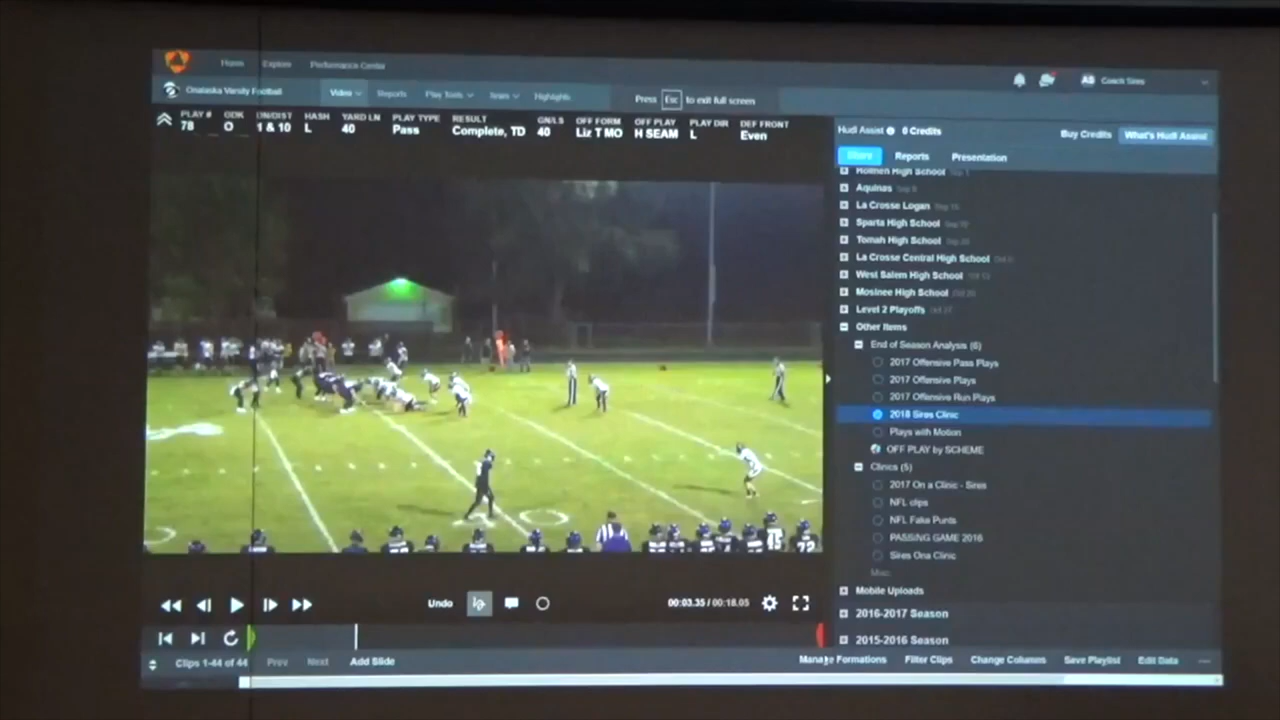 Home Explore Performance Center
Onalaska Varsity Football Video Reports Play Tools Team Highlights
Press Esc to exit full screen
AS Coach Sires
PLAY # ODK DN/DIST HASH YARD LN PLAY TYPE RESULT GN/LS OFF FORM OFF PLAY PLAY DIR DEF FRONT
78 O 1 & 10 L 40 Pass Complete, TD 40 Liz T MO H SEAM L Even
Hudl Assist 0 Credits Buy Credits What's Hudl Assist
Reports Presentation
Holmen High School Sep 1
Aquinas
La Crosse Logan
Sparta High School
Tomah High School
La Crosse Central High School
West Salem High School
Mosinee High School
Level 2 Playoffs
Other Items
End of Season Analysis (6)
2017 Offensive Pass Plays
2017 Offensive Plays
2017 Offensive Run Plays
2018 Sires Clinic
Plays with Motion
OFF PLAY by SCHEME
Clinics (5)
2017 On a Clinic - Sires
NFL clips
NFL Fake Punts
PASSING GAME 2016
Sires Ona Clinic
Misc
Mobile Uploads
2016-2017 Season
2015-2016 Season
15
72
Undo 00:03.35 / 00:18.05
Clips 1-44 of 44 Prev Next Add Slide
Manage Formations Filter Clips Change Columns Save Playlist Edit Data